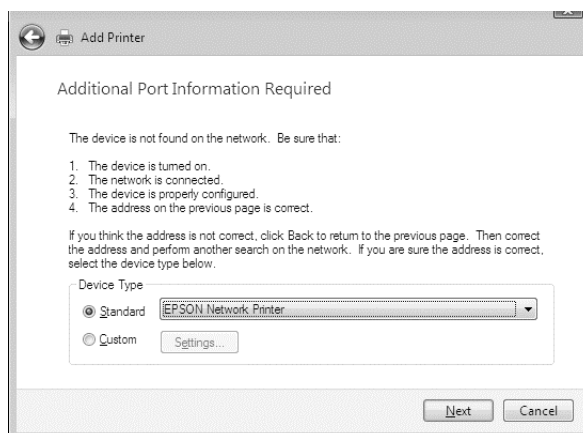 Add Printer
Additional Port Information Required
The device is not found on the network. Be sure that:
1. The device is turned on.
2. The network is connected.
3. The device is properly configured.
4. The address on the previous page is correct.
If you think the address is not correct, click Back to return to the previous page. Then correct
the address and perfom another search on the network. If you are sure the address is correct,
select the device type below.
Device Type
Standard
EPSON Network Printer
Custom
Settings...
Next
Cancel